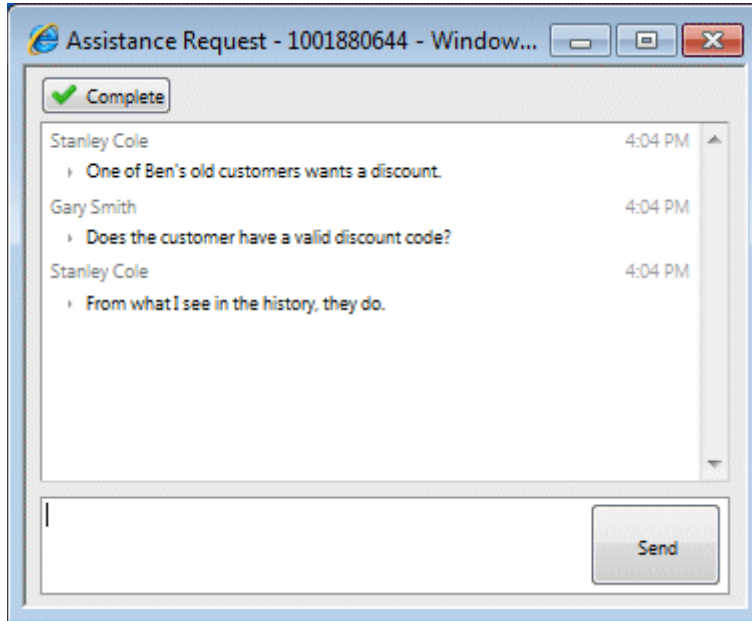 Assistance Request - 1001880644 - Window...
Complete
Stanley Cole 4:04 PM
One of Ben's old customers wants a discount.
Gary Smith 4:04 PM
Does the customer have a valid discount code?
Stanley Cole 4:04 PM
From what I see in the history, they do.
Send